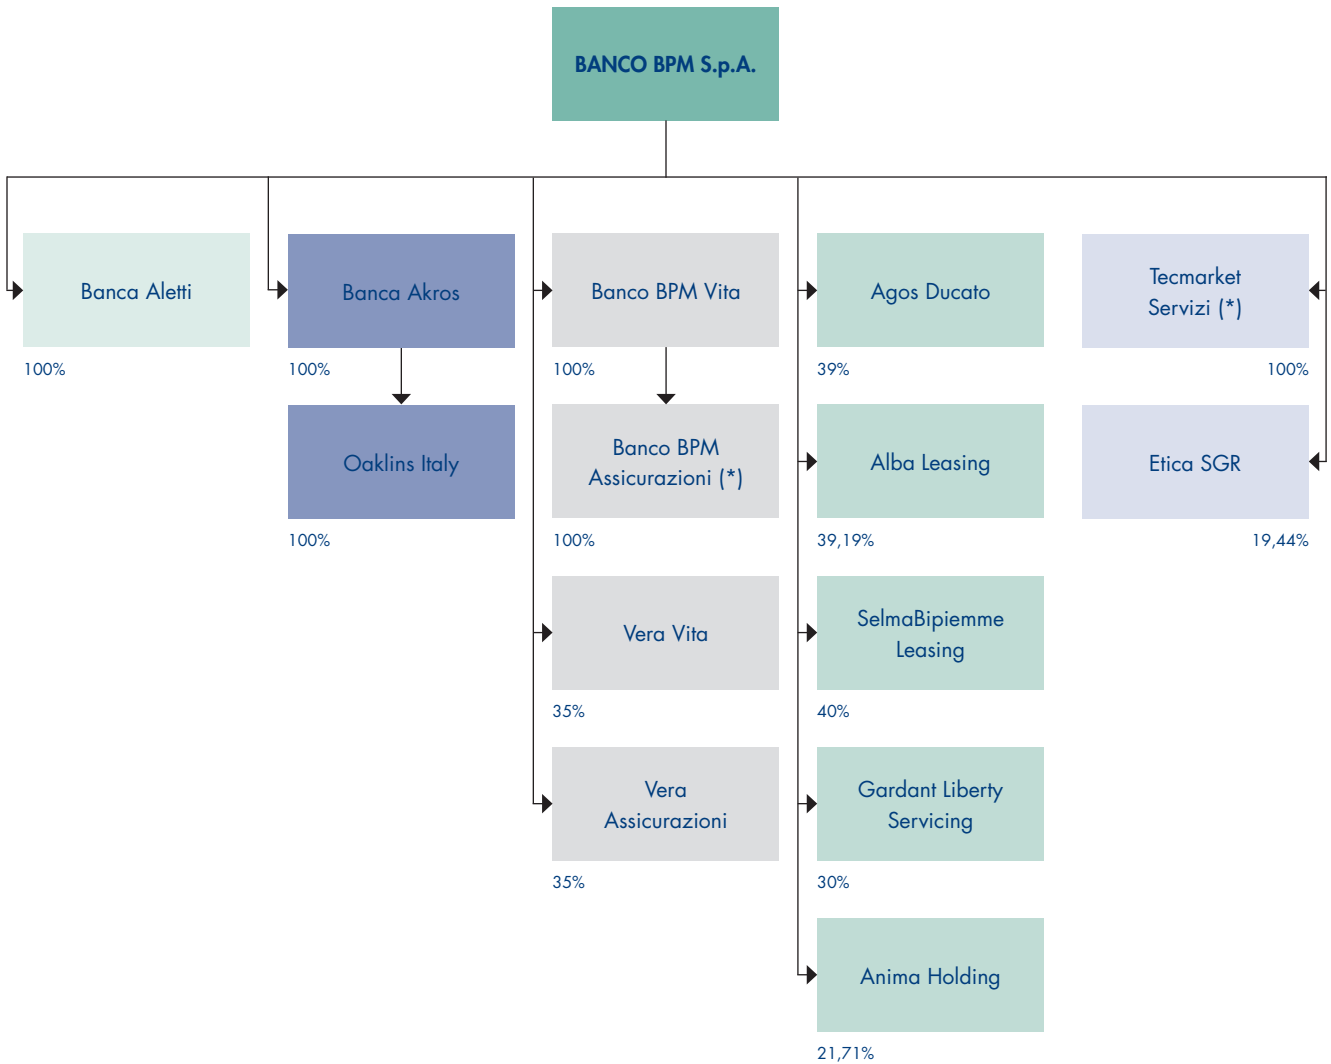 BANCO BPM S.p.A.
Banca Aletti
100%
Banca Akros
100%
Oaklins Italy
100%
Banco BPM Vita
100%
Banco BPM
Assicurazioni (*)
100%
Vera Vita
35%
Vera
Assicurazioni
35%
Agos Ducato
39%
Alba Leasing
39,19%
SelmaBipiemme
Leasing
40%
Gardant Liberty
Servicing
30%
Anima Holding
21,71%
Tecmarket
Servizi (*)
100%
Etica SGR
19,44%